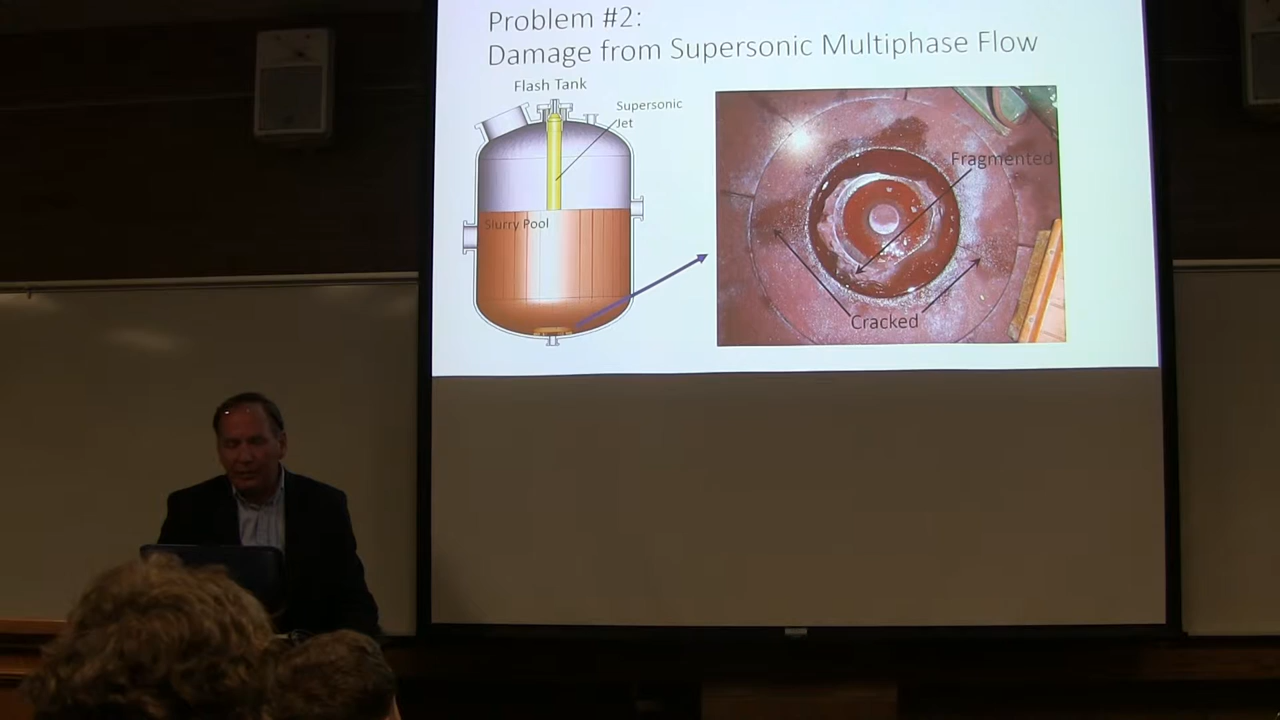 Problem #2:
Damage from Supersonic Multiphase Flow
Flash Tank
Supersonic
Jet
Slurry Pool
Fragmented
Cracked